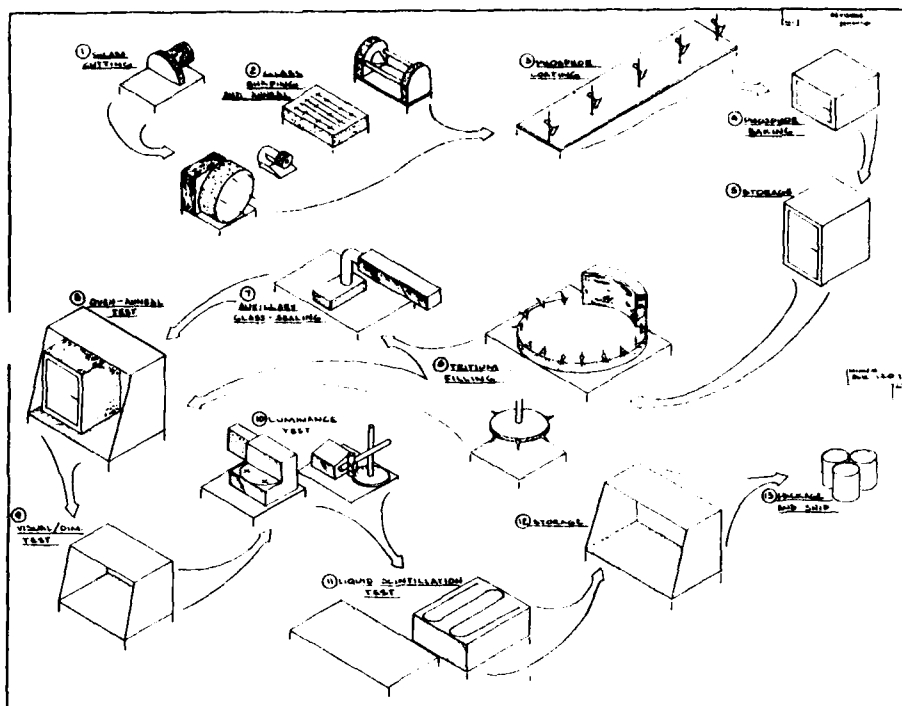 ① GLASS
CUTTING
② GLASS
SHAPING
AND ANNEAL
③ PHOSPHOR
COATING
④ PHOSPHOR
BAKING
⑤ STORAGE
⑥ TRITIUM
FILLING
⑦ AUXILIARY
GLASS-SEALING
⑧ OVEN-ANNEAL
TEST
⑨ VISUAL/DIM.
TEST
⑩ LUMINANCE
TEST
⑪ LIQUID SCINTILLATION
TEST
⑫ STORAGE
⑬ PACKAGE
AND SHIP